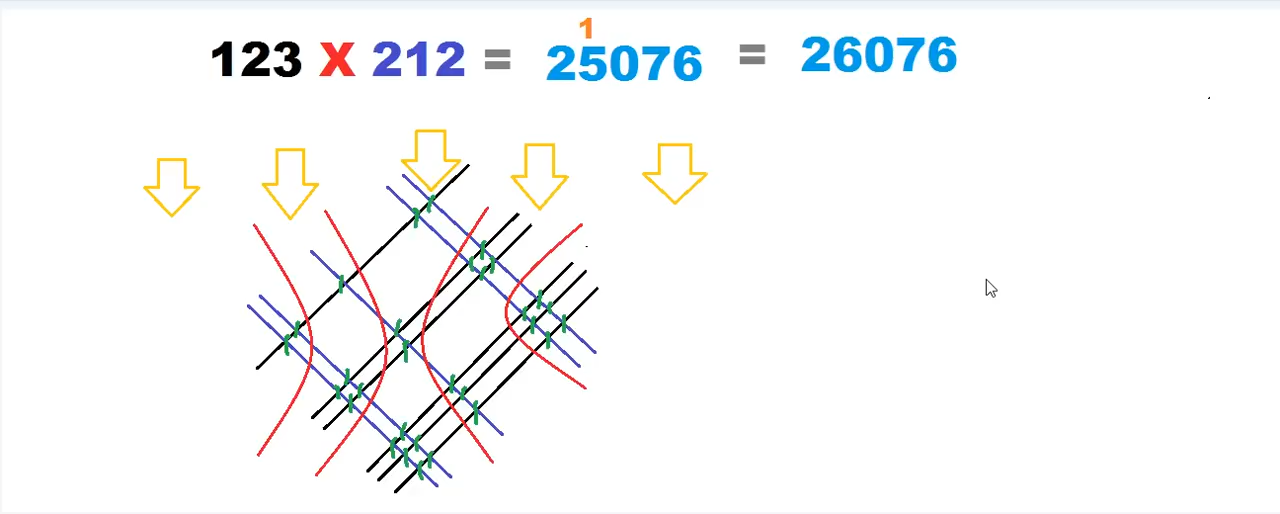 1
123 X 212 = 25076 = 26076